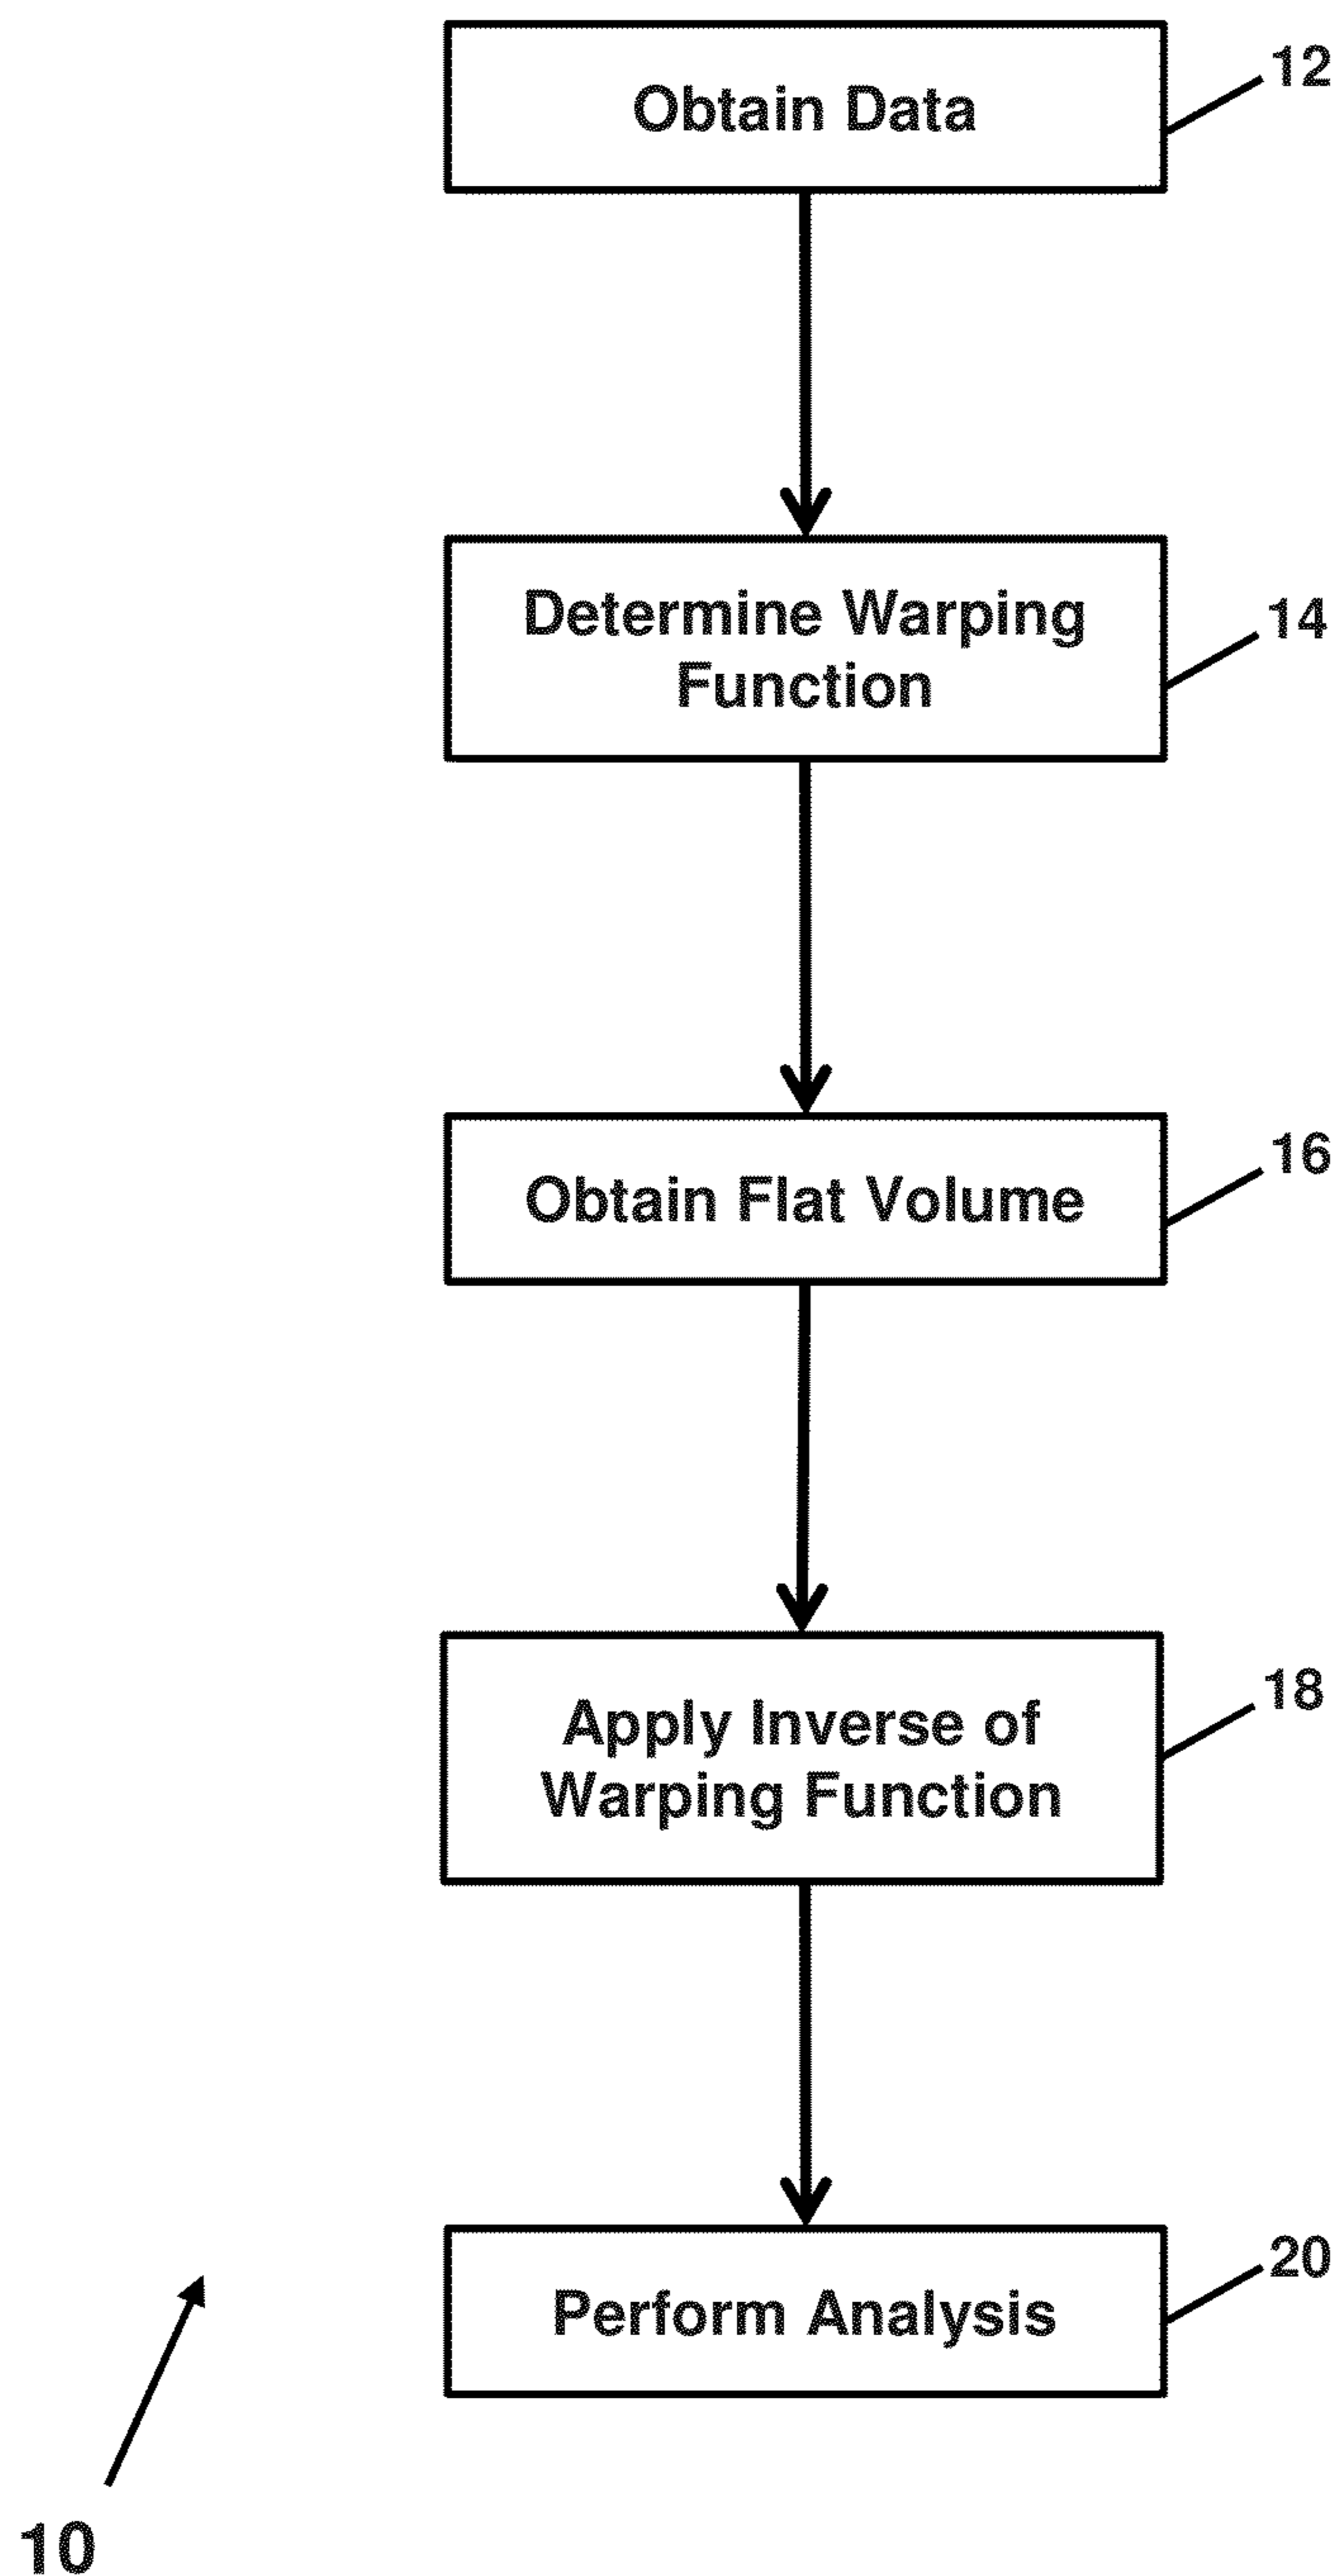 Obtain Data
12
Determine Warping
Function
14
Obtain Flat Volume
16
Apply Inverse of
Warping Function
18
Perform Analysis
20
10